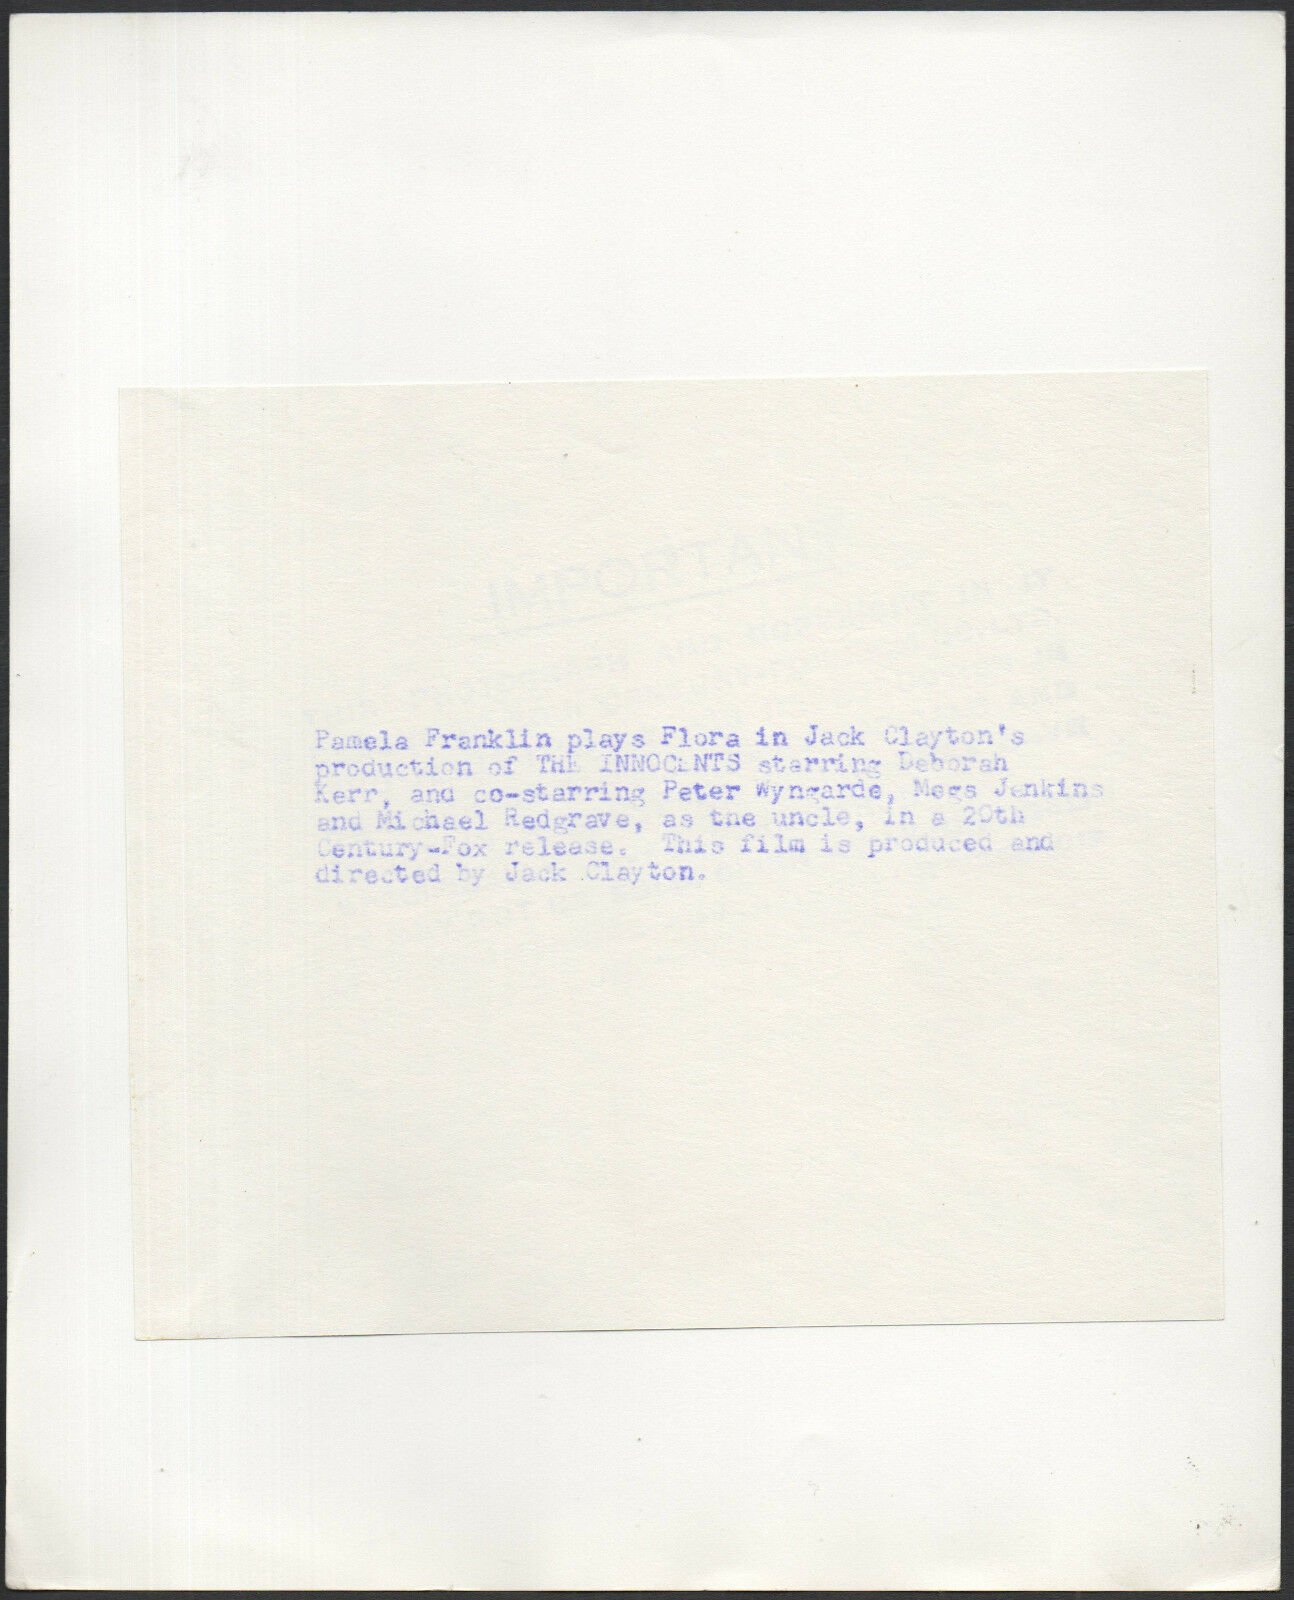 Pamela Franklin plays Flora in Jack Clayton's
production of THE INNOCENTS starring Deborah
Kerr, and co-starring Peter Wyngarde, Megs Jenkins
and Michael Redgrave, as the uncle, in a 20th
Century-Fox release. This film is produced and
directed by Jack Clayton.